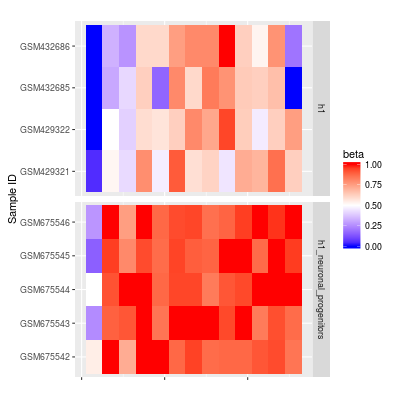 Sample ID
GSM432686
GSM432685
GSM429322
GSM429321
h1
GSM675546
GSM675545
GSM675544
GSM675543
GSM675542
h1_neuronal_progenitors
beta
1.00
0.75
0.50
0.25
0.00